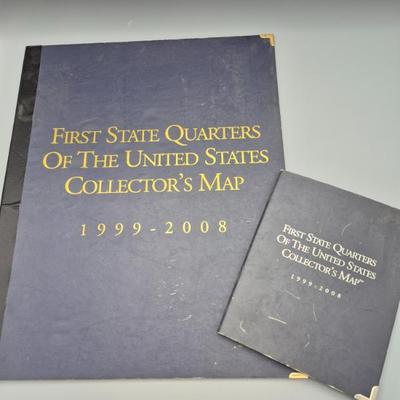 FIRST STATE QUARTERS
OF THE UNITED STATES
COLLECTOR'S MAP
1999-2008
FIRST STATE QUARTERS
OF THE UNITED STATES
COLLECTOR'S MAP™
1999-2008